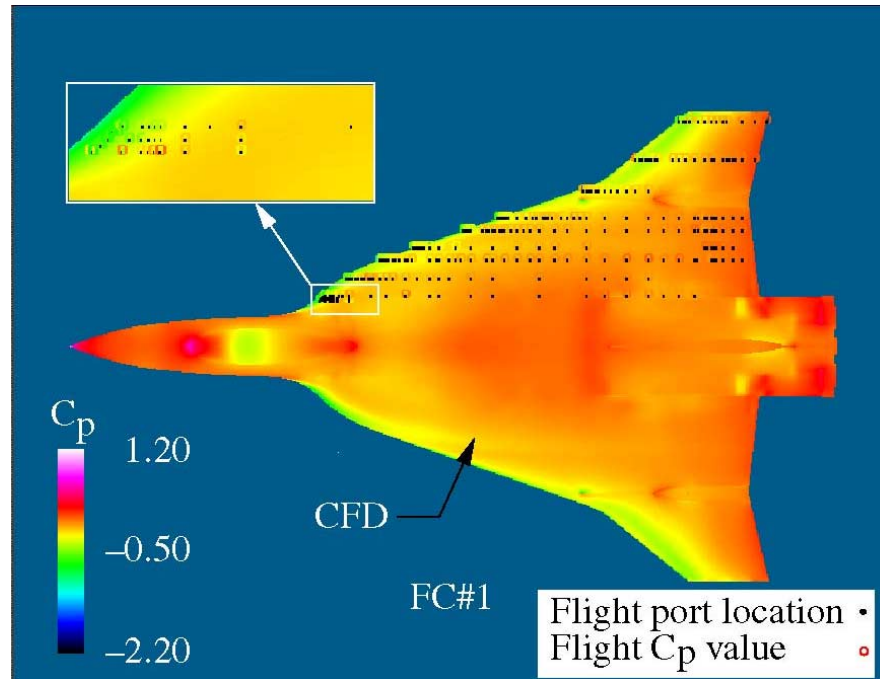 Cp
1.20
–0.50
–2.20
CFD
FC#1
Flight port location
Flight Cp value